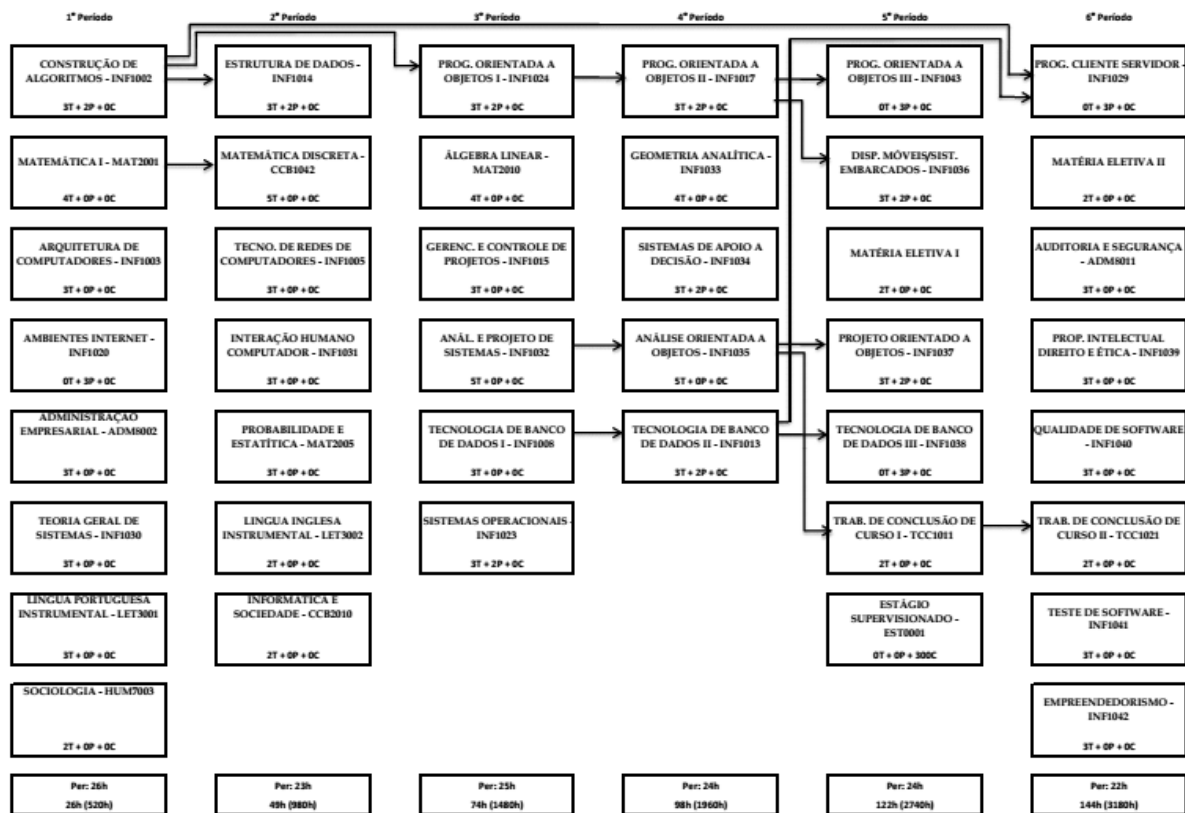 1° Período
2° Período
3° Período
4° Período
5° Período
6° Período
CONSTRUÇÃO DE
ALGORITMOS - INF1002
3T + 2P + 0C
ESTRUTURA DE DADOS -
INF1014
3T + 2P + 0C
PROG. ORIENTADA A
OBJETOS I - INF1024
3T + 2P + 0C
PROG. ORIENTADA A
OBJETOS II - INF1017
3T + 2P + 0C
PROG. ORIENTADA A
OBJETOS III - INF1043
0T + 3P + 0C
PROG. CLIENTE SERVIDOR -
INF1029
0T + 3P + 0C
MATEMÁTICA I - MAT2001
4T + 0P + 0C
MATEMÁTICA DISCRETA -
CCB1042
5T + 0P + 0C
ÁLGEBRA LINEAR -
MAT2010
4T + 0P + 0C
GEOMETRIA ANALÍTICA -
INF1033
4T + 0P + 0C
DISP. MÓVEIS/SIST.
EMBARCADOS - INF1036
3T + 2P + 0C
MATÉRIA ELETIVA II
2T + 0P + 0C
ARQUITETURA DE
COMPUTADORES - INF1003
3T + 0P + 0C
TECNO. DE REDES DE
COMPUTADORES - INF1005
3T + 0P + 0C
GERENC. E CONTROLE DE
PROJETOS - INF1015
3T + 0P + 0C
SISTEMAS DE APOIO A
DECISÃO - INF1034
3T + 2P + 0C
MATÉRIA ELETIVA I
2T + 0P + 0C
AUDITORIA E SEGURANÇA
- ADM8011
3T + 0P + 0C
AMBIENTES INTERNET -
INF1020
0T + 3P + 0C
INTERAÇÃO HUMANO
COMPUTADOR - INF1031
3T + 0P + 0C
ANÁL. E PROJETO DE
SISTEMAS - INF1032
5T + 0P + 0C
ANÁLISE ORIENTADA A
OBJETOS - INF1035
5T + 0P + 0C
PROJETO ORIENTADO A
OBJETOS - INF1037
3T + 2P + 0C
PROP. INTELECTUAL
DIREITO E ÉTICA - INF1039
3T + 0P + 0C
ADMINISTRAÇAO
EMPRESARIAL - ADM8002
3T + 0P + 0C
PROBABILIDADE E
ESTATÍTICA - MAT2005
3T + 0P + 0C
TECNOLOGIA DE BANCO
DE DADOS I - INF1008
3T + 0P + 0C
TECNOLOGIA DE BANCO
DE DADOS II - INF1013
3T + 2P + 0C
TECNOLOGIA DE BANCO
DE DADOS III - INF1038
0T + 3P + 0C
QUALIDADE DE SOFTWARE
- INF1040
3T + 0P + 0C
TEORIA GERAL DE
SISTEMAS - INF1030
3T + 0P + 0C
LINGUA INGLESA
INSTRUMENTAL - LET3002
2T + 0P + 0C
SISTEMAS OPERACIONAIS -
INF1023
3T + 2P + 0C
TRAB. DE CONCLUSÃO DE
CURSO I - TCC1011
2T + 0P + 0C
TRAB. DE CONCLUSÃO DE
CURSO II - TCC1021
2T + 0P + 0C
LINGUA PORTUGUESA
INSTRUMENTAL - LET3001
3T + 0P + 0C
INFORMATICA E
SOCIEDADE - CCB2010
2T + 0P + 0C
ESTÁGIO
SUPERVISIONADO -
EST0001
0T + 0P + 300C
TESTE DE SOFTWARE -
INF1041
3T + 0P + 0C
SOCIOLOGIA - HUM7003
2T + 0P + 0C
EMPREENDEDORISMO -
INF1042
3T + 0P + 0C
Per: 26h
26h (520h)
Per: 23h
49h (980h)
Per: 25h
74h (1480h)
Per: 24h
98h (1960h)
Per: 24h
122h (2740h)
Per: 22h
144h (3180h)